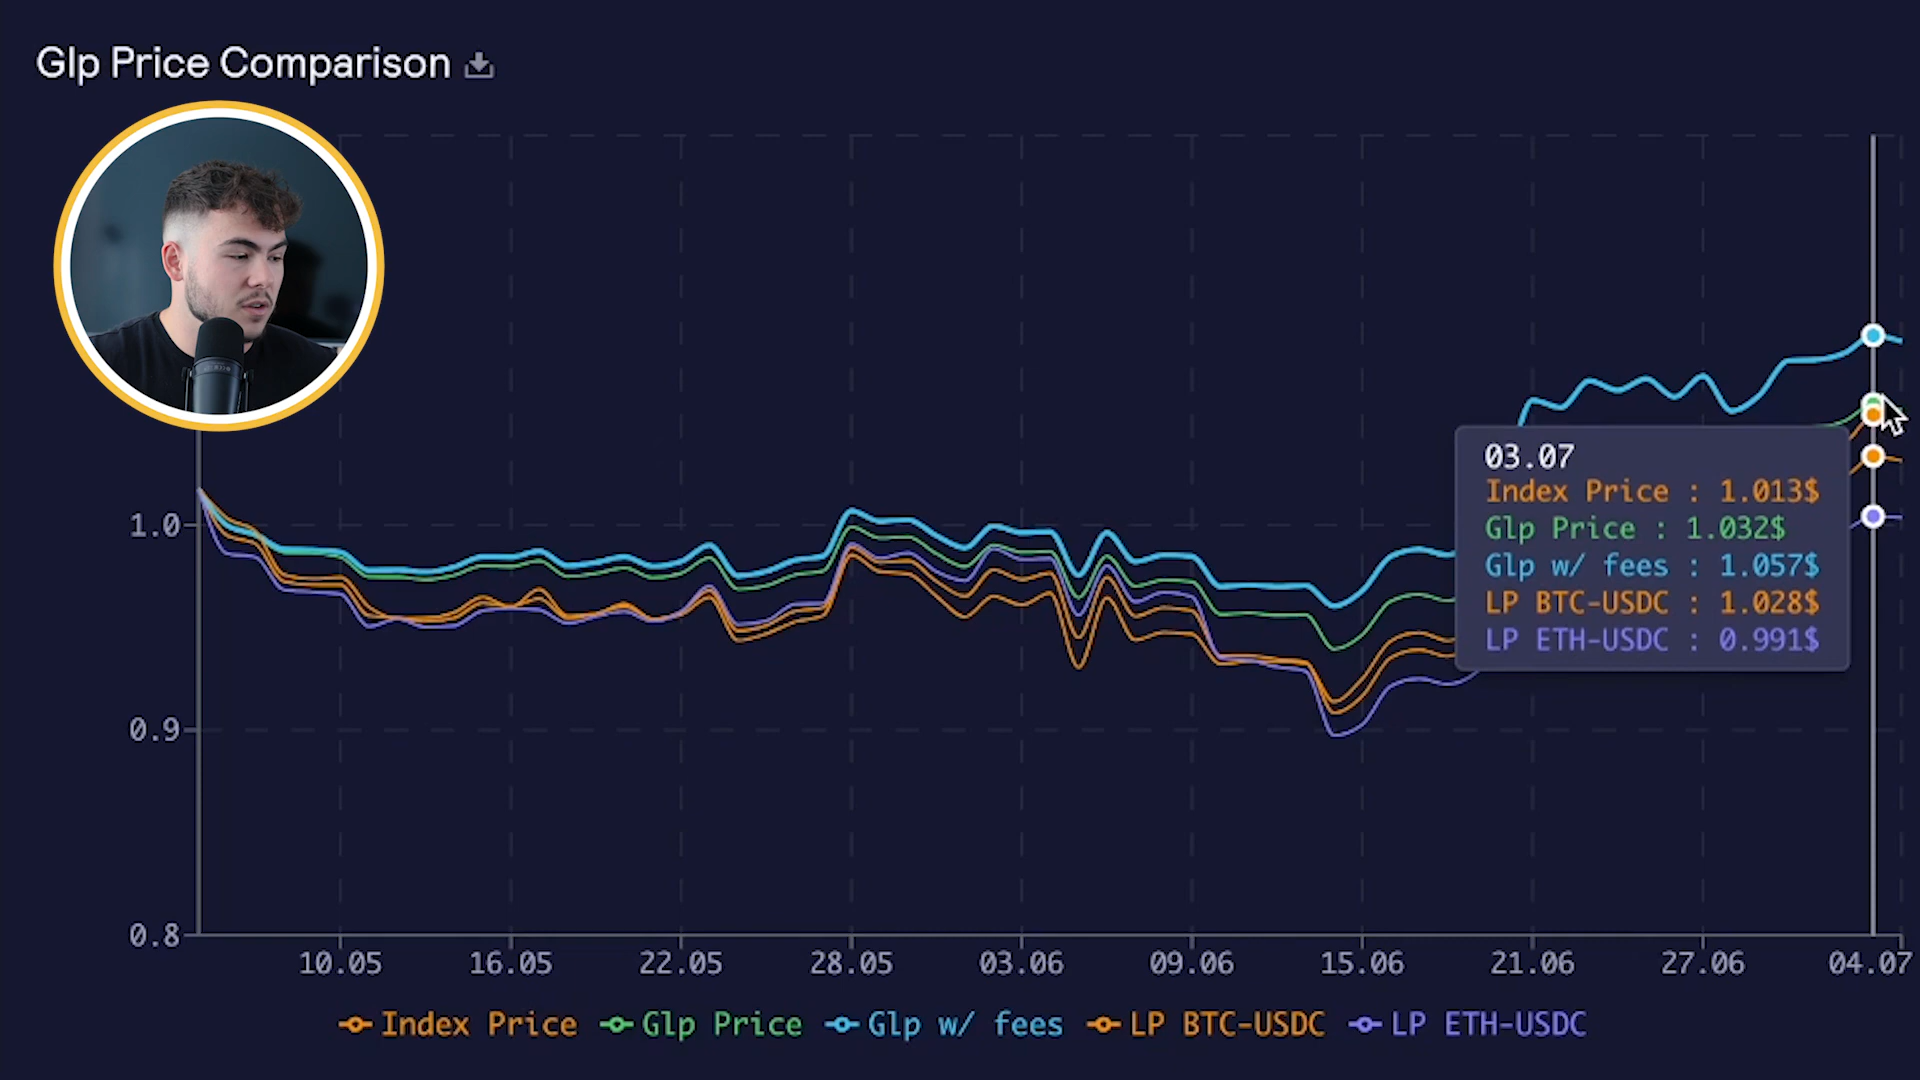 Glp Price Comparison
1.0
0.9
0.8
03.07
Index Price : 1.013$
Glp Price : 1.032$
Glp w/ fees : 1.057$
LP BTC-USDC : 1.028$
LP ETH-USDC : 0.991$
10.05 16.05 22.05 28.05 03.06 09.06 15.06 21.06 27.06 04.07
Index Price Glp Price Glp w/ fees LP BTC-USDC LP ETH-USDC